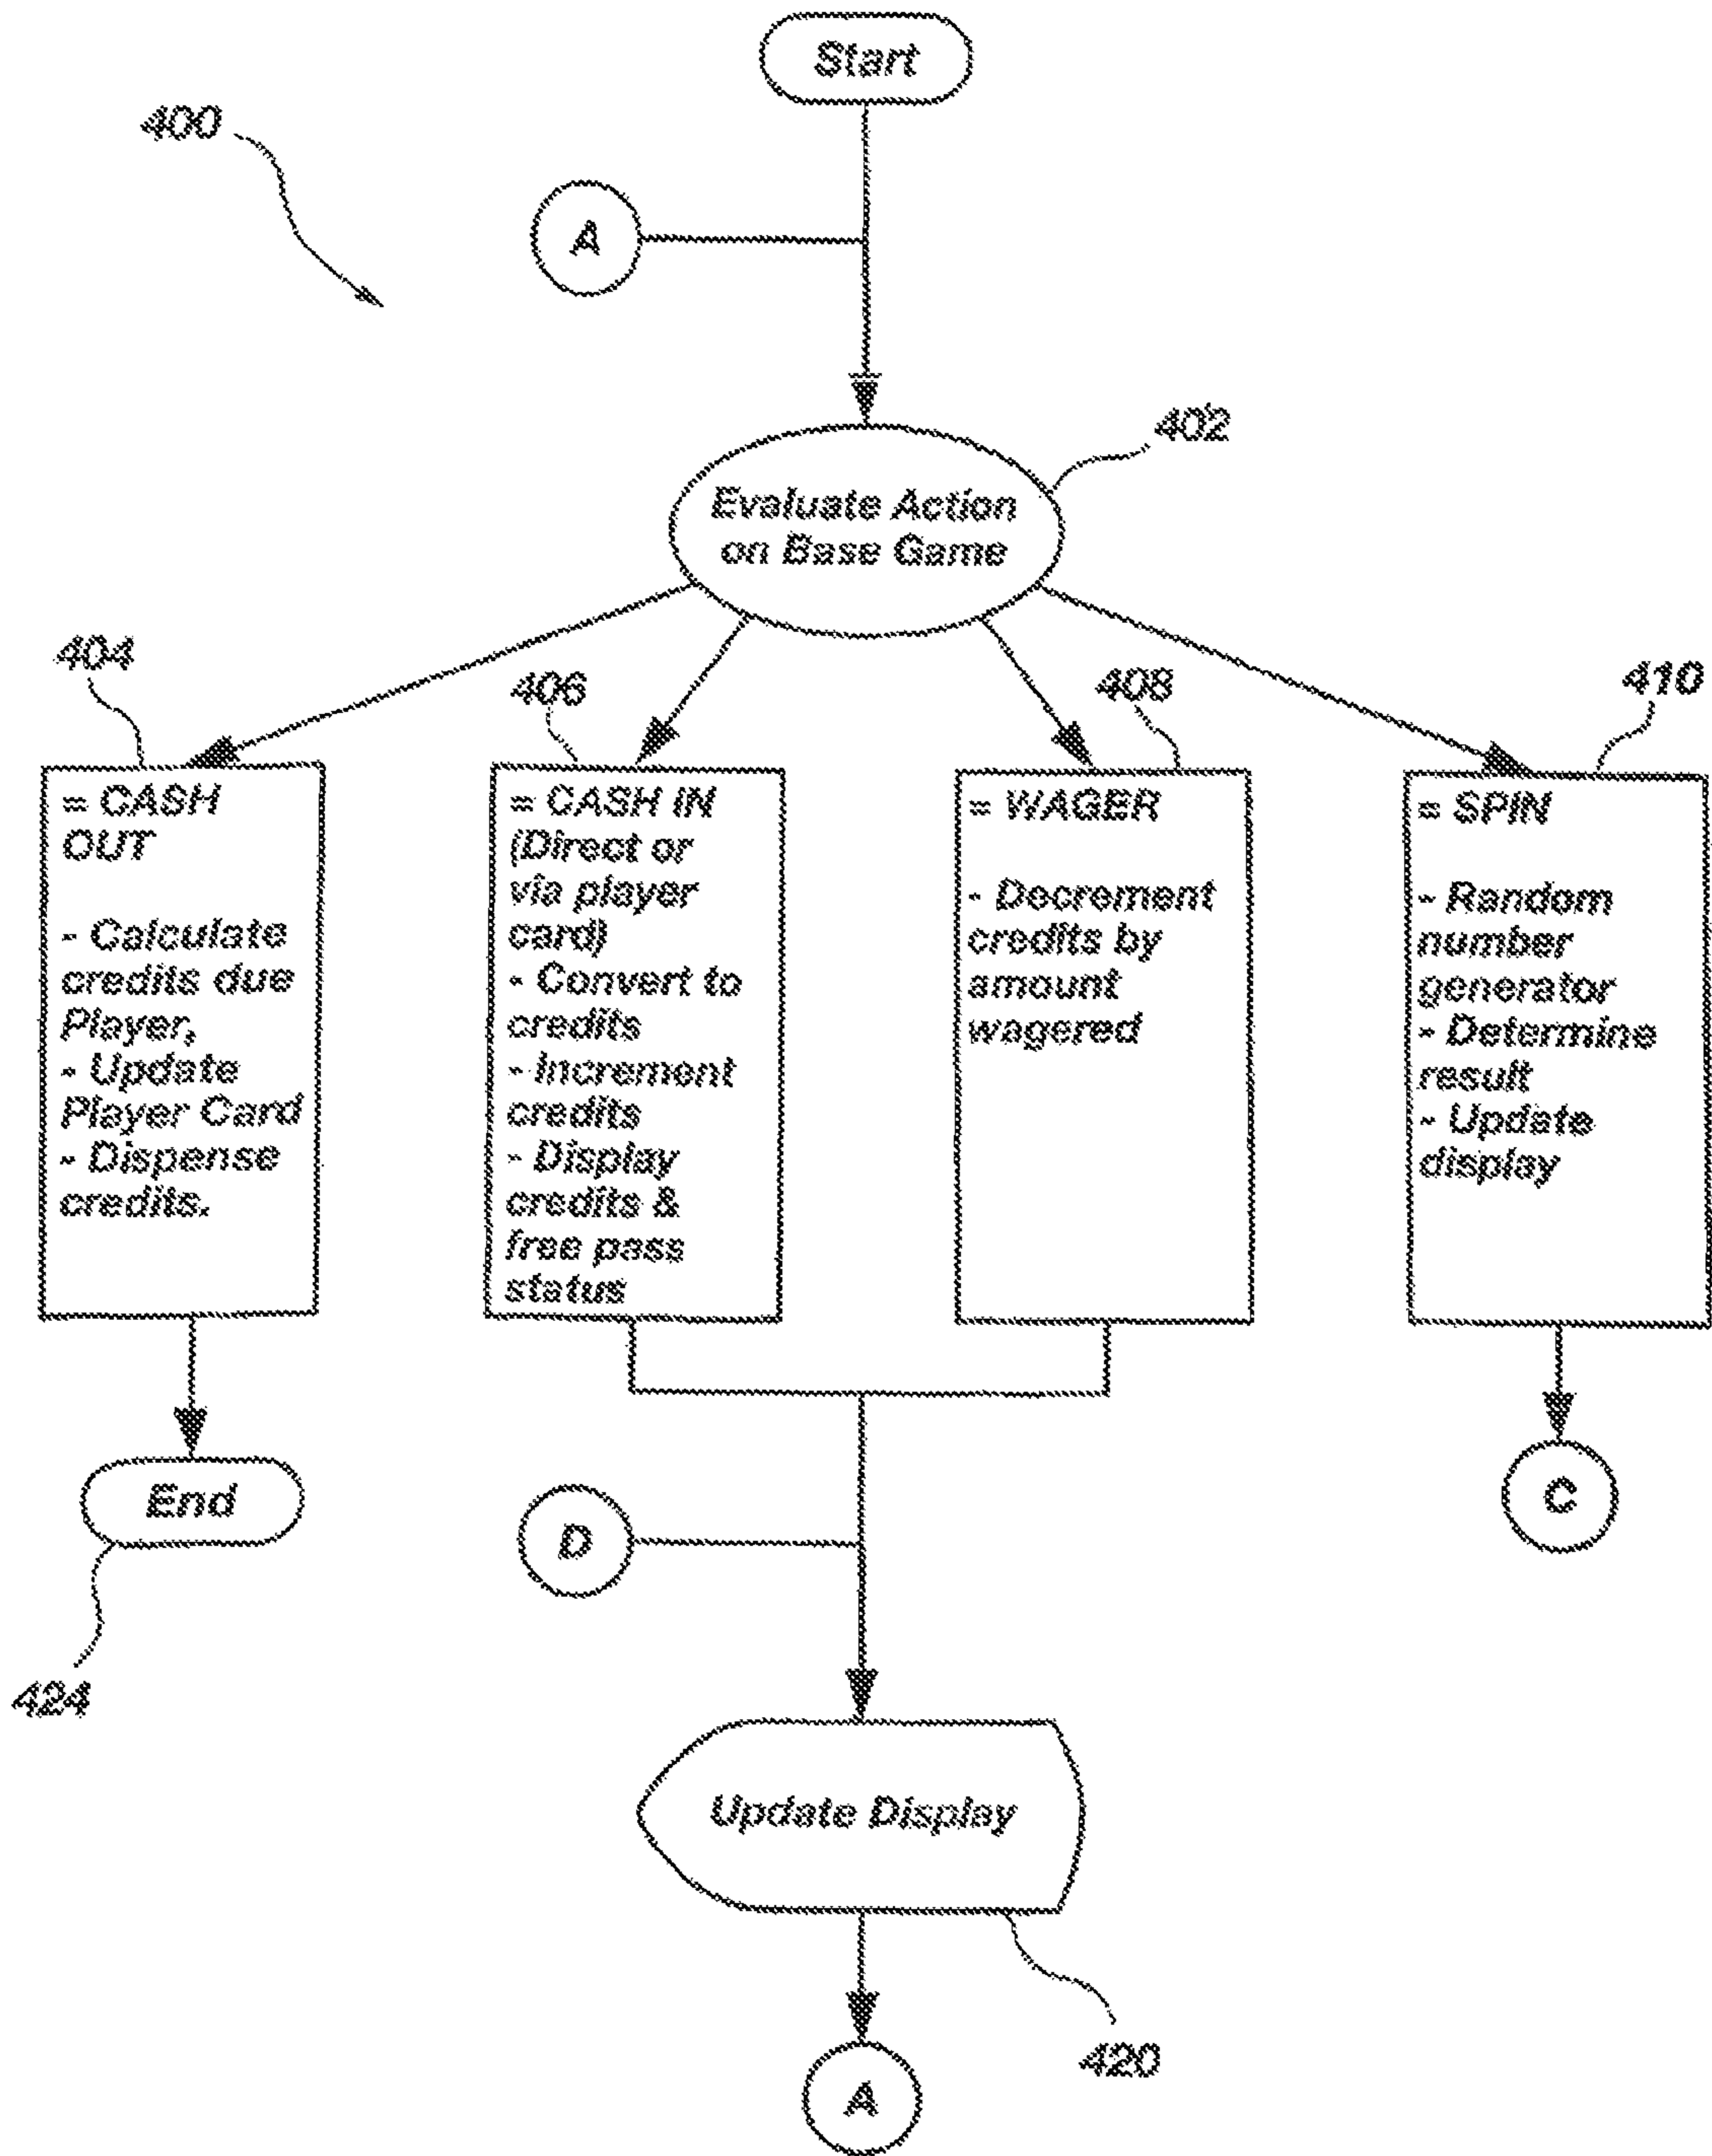 Start
400
A
402
Evaluate Action
on Base Game
404
406
408
410
= CASH
OUT
- Calculate
credits due
Player,
- Update
Player Card
- Dispense
credits.
= CASH IN
(Direct or
via player
card)
- Convert to
credits
- Increment
credits
- Display
credits &
free pass
status
= WAGER
- Decrement
credits by
amount
wagered
= SPIN
- Random
number
generator
- Determine
result
- Update
display
End
D
C
424
Update Display
420
A